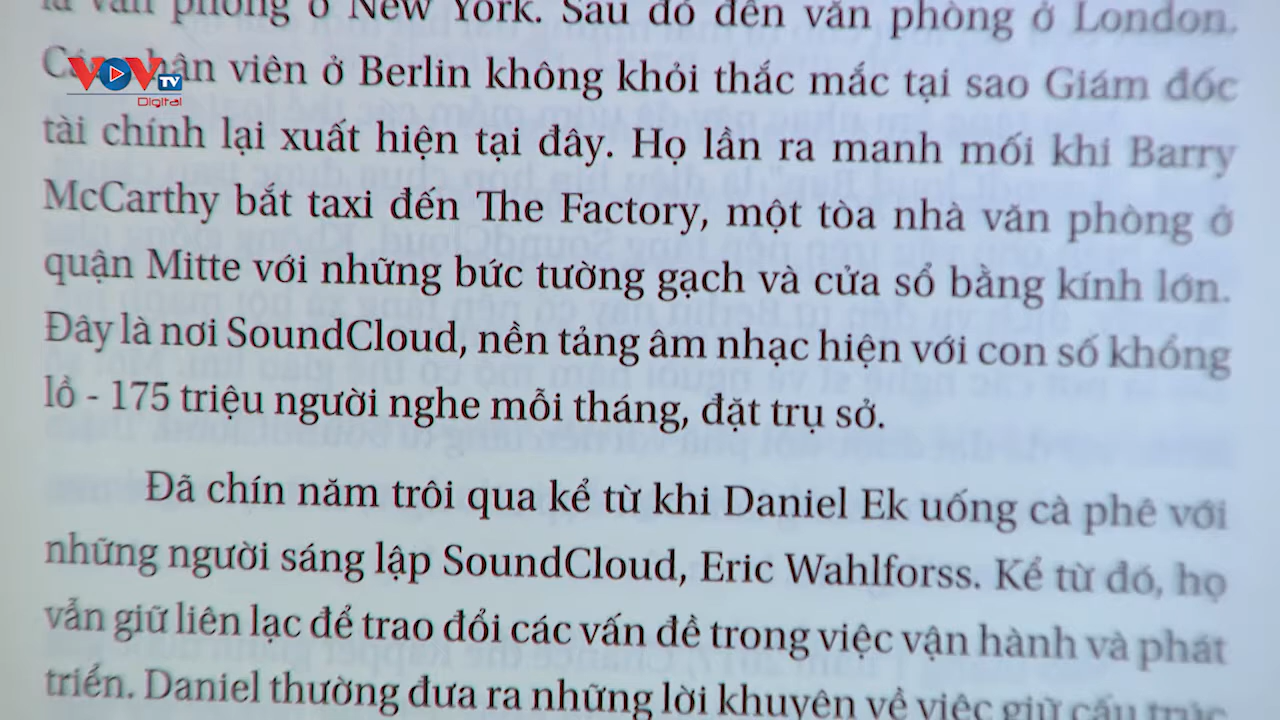 là văn phòng ở New York. Sau đó đến văn phòng ở London.
VOVTV
Digital
nhân viên ở Berlin không khỏi thắc mắc tại sao Giám đốc
tài chính lại xuất hiện tại đây. Họ lần ra manh mối khi Barry
McCarthy bắt taxi đến The Factory, một tòa nhà văn phòng ở
quận Mitte với những bức tường gạch và cửa sổ bằng kính lớn.
Đây là nơi SoundCloud, nền tảng âm nhạc hiện với con số khổng
lồ - 175 triệu người nghe mỗi tháng, đặt trụ sở.
Đã chín năm trôi qua kể từ khi Daniel Ek uống cà phê với
những người sáng lập SoundCloud, Eric Wahlforss. Kể từ đó, họ
vẫn giữ liên lạc để trao đổi các vấn đề trong việc vận hành và phát
triển. Daniel thường đưa ra những lời khuyên về việc giữ cấu trúc